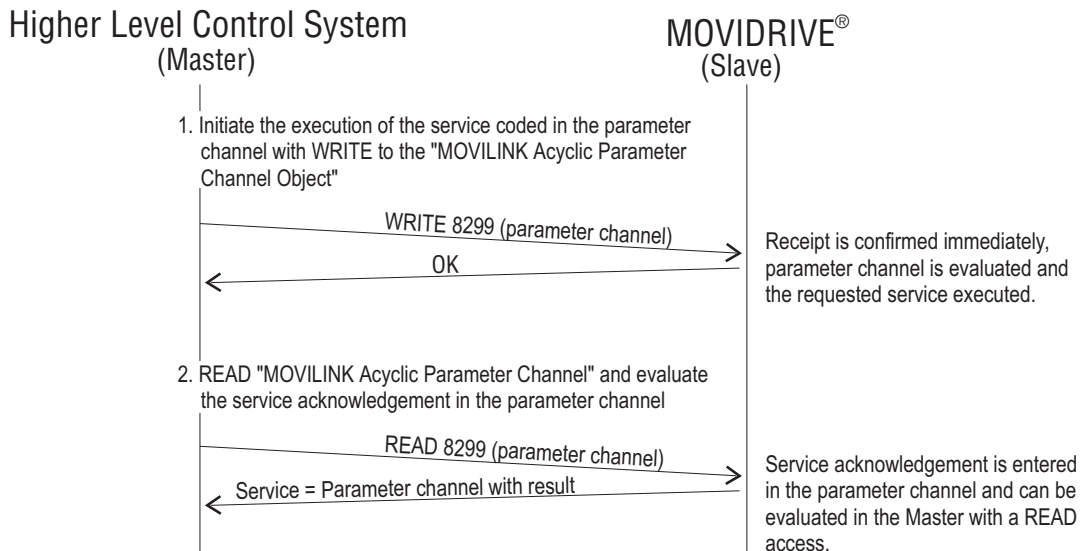 Higher Level Control System
(Master)
MOVIDRIVE®
(Slave)
1. Initiate the execution of the service coded in the parameter
channel with WRITE to the "MOVILINK Acyclic Parameter
Channel Object"
WRITE 8299 (parameter channel)
OK
Receipt is confirmed immediately,
parameter channel is evaluated and
the requested service executed.
2. READ "MOVILINK Acyclic Parameter Channel" and evaluate
the service acknowledgement in the parameter channel
READ 8299 (parameter channel)
Service = Parameter channel with result
Service acknowledgement is entered
in the parameter channel and can be
evaluated in the Master with a READ
access.